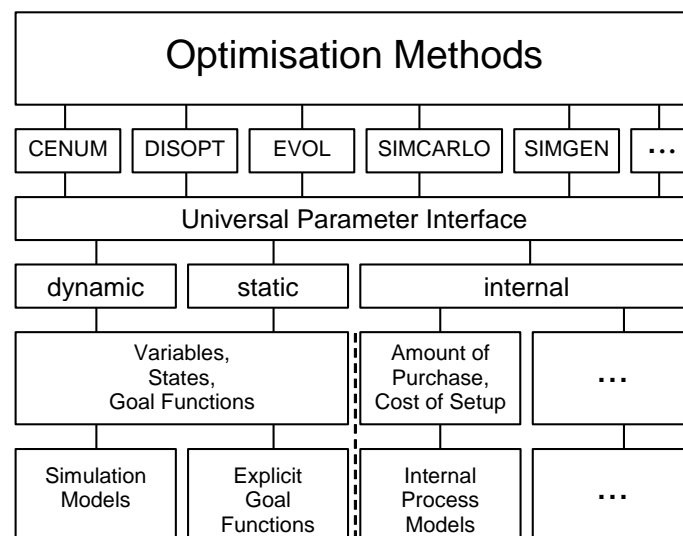 Optimisation Methods
CENUM
DISOPT
EVOL
SIMCARLO
SIMGEN
...
Universal Parameter Interface
dynamic
static
internal
Variables,
States,
Goal Functions
Amount of
Purchase,
Cost of Setup
...
Simulation
Models
Explicit
Goal
Functions
Internal
Process
Models
...